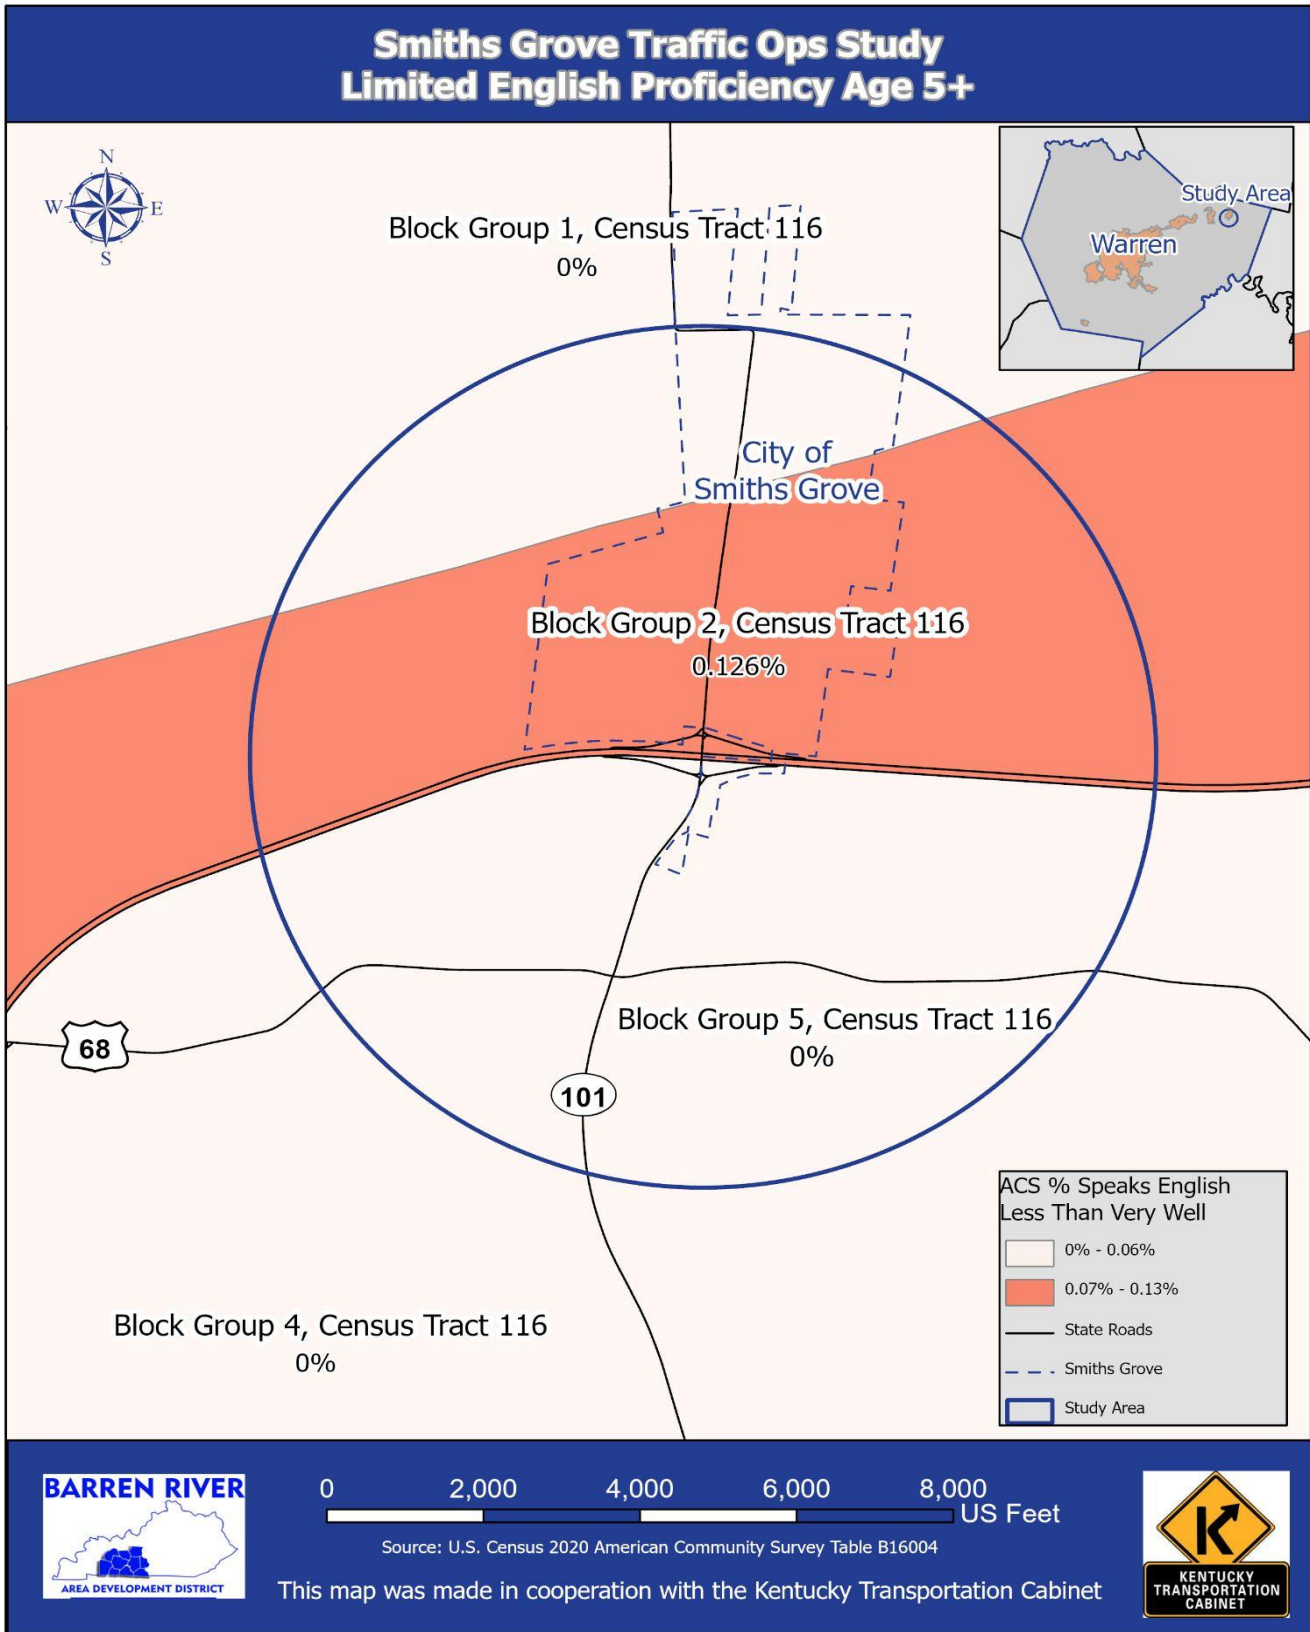 Smiths Grove Traffic Ops Study
Limited English Proficiency Age 5+
N
W
E
S
Block Group 1, Census Tract 116
0%
Study Area
Warren
City of
Smiths Grove
Block Group 2, Census Tract 116
0.126%
Block Group 5, Census Tract 116
0%
68
101
Block Group 4, Census Tract 116
0%
ACS % Speaks English
Less Than Very Well
0% - 0.06%
0.07% - 0.13%
State Roads
Smiths Grove
Study Area
BARREN RIVER
AREA DEVELOPMENT DISTRICT
0 2,000 4,000 6,000 8,000
US Feet
Source: U.S. Census 2020 American Community Survey Table B16004
This map was made in cooperation with the Kentucky Transportation Cabinet
KENTUCKY
TRANSPORTATION
CABINET